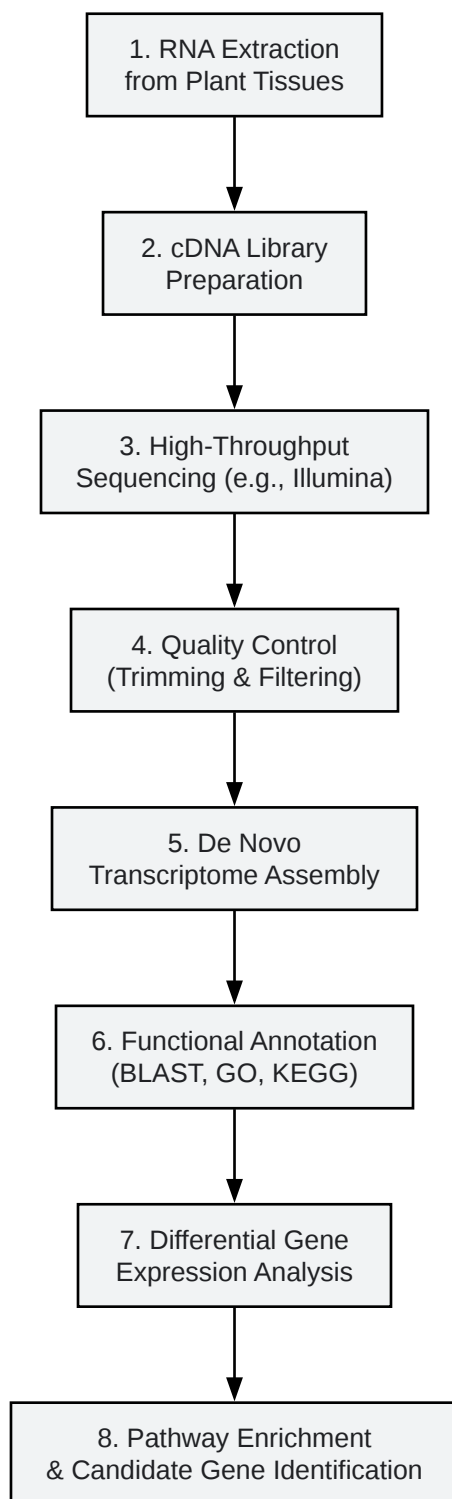 1. RNA Extraction
from Plant Tissues
2. cDNA Library
Preparation
3. High-Throughput
Sequencing (e.g., Illumina)
4. Quality Control
(Trimming & Filtering)
5. De Novo
Transcriptome Assembly
6. Functional Annotation
(BLAST, GO, KEGG)
7. Differential Gene
Expression Analysis
8. Pathway Enrichment
& Candidate Gene Identification